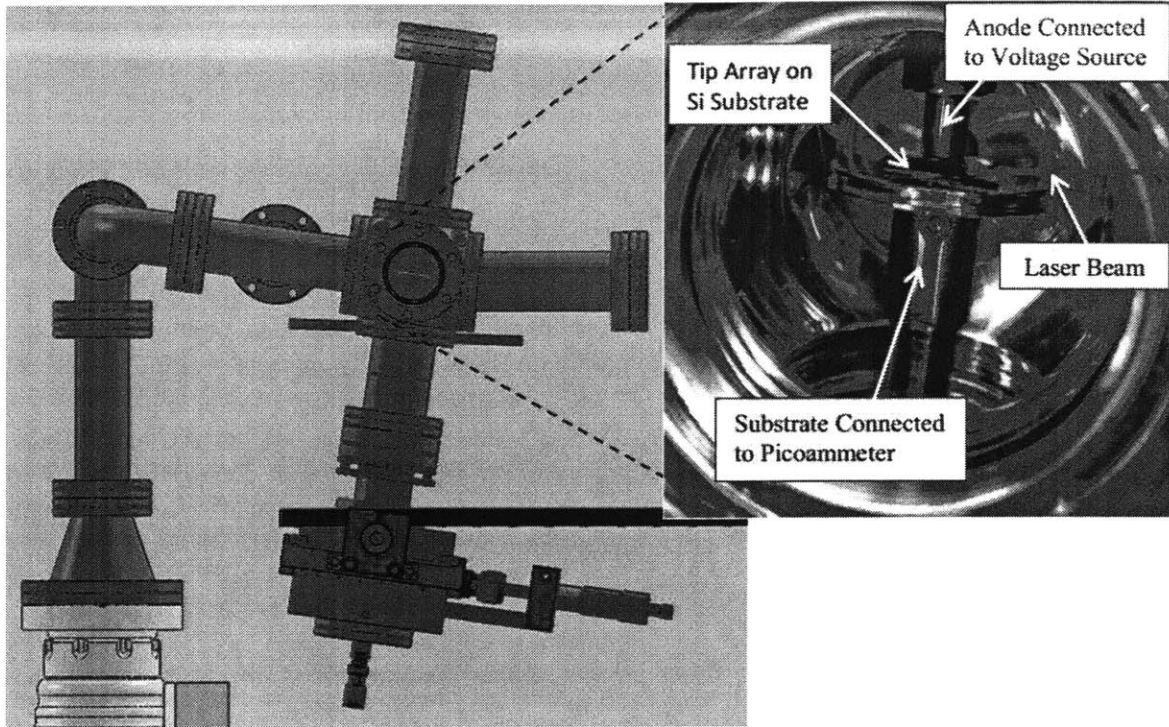 Anode Connected
to Voltage Source
Tip Array on
Si Substrate
Laser Beam
Substrate Connected
to Picoammeter